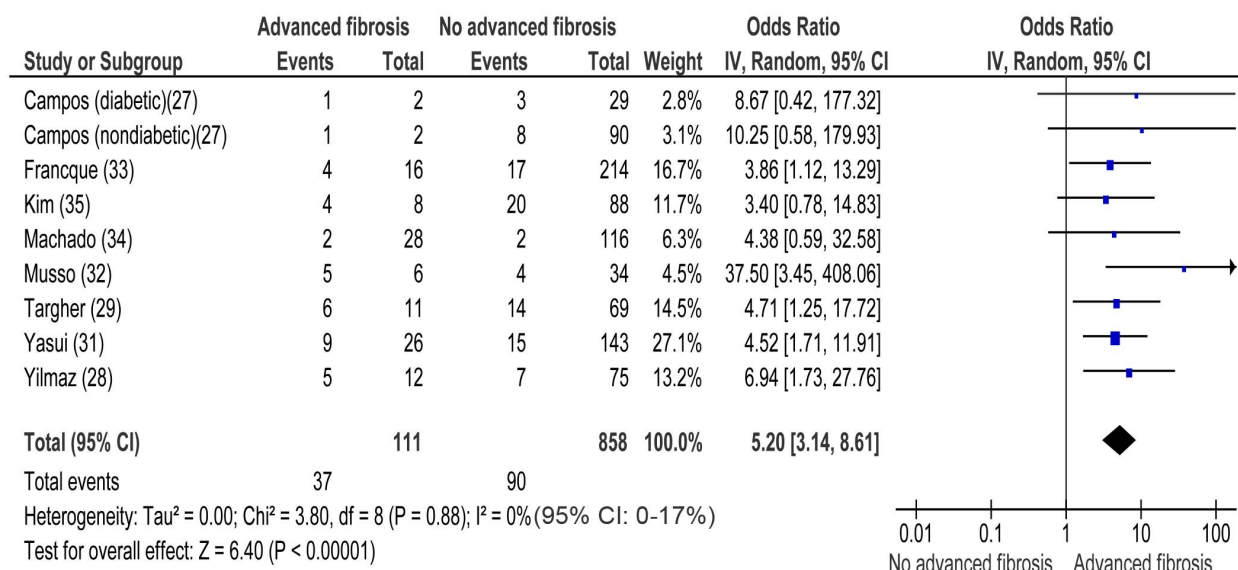 Advanced fibrosis No advanced fibrosis Odds Ratio Odds Ratio
Study or Subgroup Events Total Events Total Weight IV, Random, 95% CI IV, Random, 95% CI
Campos (diabetic)(27) 1 2 3 29 2.8% 8.67 [0.42, 177.32]
Campos (nondiabetic)(27) 1 2 8 90 3.1% 10.25 [0.58, 179.93]
Francque (33) 4 16 17 214 16.7% 3.86 [1.12, 13.29]
Kim (35) 4 8 20 88 11.7% 3.40 [0.78, 14.83]
Machado (34) 2 28 2 116 6.3% 4.38 [0.59, 32.58]
Musso (32) 5 6 4 34 4.5% 37.50 [3.45, 408.06]
Targher (29) 6 11 14 69 14.5% 4.71 [1.25, 17.72]
Yasui (31) 9 26 15 143 27.1% 4.52 [1.71, 11.91]
Yilmaz (28) 5 12 7 75 13.2% 6.94 [1.73, 27.76]
Total (95% CI) 111 858 100.0% 5.20 [3.14, 8.61]
Total events 37 90
Heterogeneity: Tau² = 0.00; Chi² = 3.80, df = 8 (P = 0.88); I² = 0%(95% CI: 0-17%)
Test for overall effect: Z = 6.40 (P < 0.00001)
0.01 0.1 1 10 100
No advanced fibrosis Advanced fibrosis